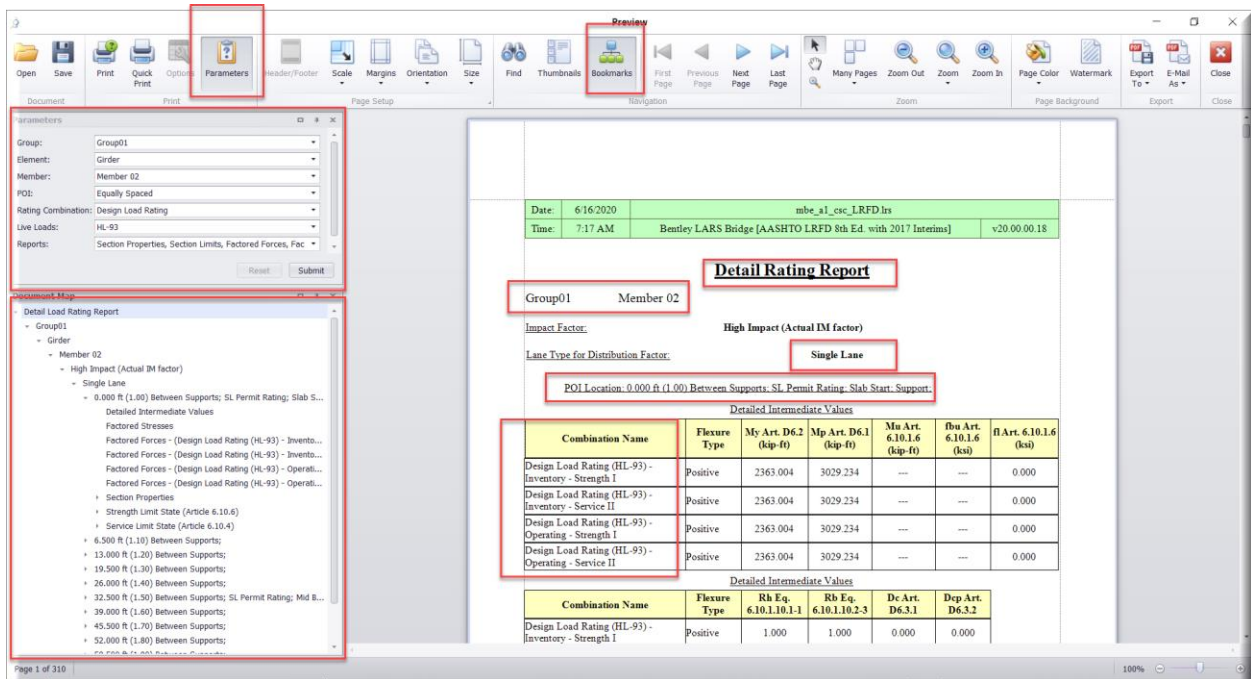 Preview
Open Save Print Quick Print Options Parameters Header/Footer Scale Margins Orientation Size Find Thumbnails Bookmarks First Page Previous Page Next Page Last Page Many Pages Zoom Out Zoom Zoom In Page Color Watermark Export To E-Mail As Close
Document Print Page Setup Navigation Zoom Page Background Export Close
Parameters
Group: Group01
Element: Girder
Member: Member 02
POI: Equally Spaced
Rating Combination: Design Load Rating
Live Loads: HL-93
Reports: Section Properties, Section Limits, Factored Forces, Fac
Reset Submit
Document Map
Detail Load Rating Report
Group01
Girder
Member 02
High Impact (Actual IM factor)
Single Lane
0.000 ft (1.00) Between Supports; SL Permit Rating; Slab S...
Detailed Intermediate Values
Factored Stresses
Factored Forces - (Design Load Rating (HL-93) - Invento...
Factored Forces - (Design Load Rating (HL-93) - Invento...
Factored Forces - (Design Load Rating (HL-93) - Operati...
Factored Forces - (Design Load Rating (HL-93) - Operati...
Section Properties
Strength Limit State (Article 6.10.6)
Service Limit State (Article 6.10.4)
6.500 ft (1.10) Between Supports;
13.000 ft (1.20) Between Supports;
19.500 ft (1.30) Between Supports;
26.000 ft (1.40) Between Supports;
32.500 ft (1.50) Between Supports; SL Permit Rating; Mid B...
39.000 ft (1.60) Between Supports;
45.500 ft (1.70) Between Supports;
52.000 ft (1.80) Between Supports;
Date: 6/16/2020 mbe_a1_csc_LRFD.lrs
Time: 7:17 AM Bentley LARS Bridge [AASHTO LRFD 8th Ed. with 2017 Interims] v20.00.00.18
Detail Rating Report
Group01 Member 02
Impact Factor: High Impact (Actual IM factor)
Lane Type for Distribution Factor: Single Lane
POI Location: 0.000 ft (1.00) Between Supports; SL Permit Rating; Slab Start; Support;
Detailed Intermediate Values
Combination Name Flexure Type My Art. D6.2 (kip-ft) Mp Art. D6.1 (kip-ft) Mu Art. 6.10.1.6 (kip-ft) fbu Art. 6.10.1.6 (ksi) fl Art. 6.10.1.6 (ksi)
Design Load Rating (HL-93) - Inventory - Strength I Positive 2363.004 3029.234 --- --- 0.000
Design Load Rating (HL-93) - Inventory - Service II Positive 2363.004 3029.234 --- --- 0.000
Design Load Rating (HL-93) - Operating - Strength I Positive 2363.004 3029.234 --- --- 0.000
Design Load Rating (HL-93) - Operating - Service II Positive 2363.004 3029.234 --- --- 0.000
Detailed Intermediate Values
Combination Name Flexure Type Rh Eq. 6.10.1.10.1-1 Rb Eq. 6.10.1.10.2-3 Dc Art. D6.3.1 Dcp Art. D6.3.2
Design Load Rating (HL-93) - Inventory - Strength I Positive 1.000 1.000 0.000 0.000
Page 1 of 310
100%